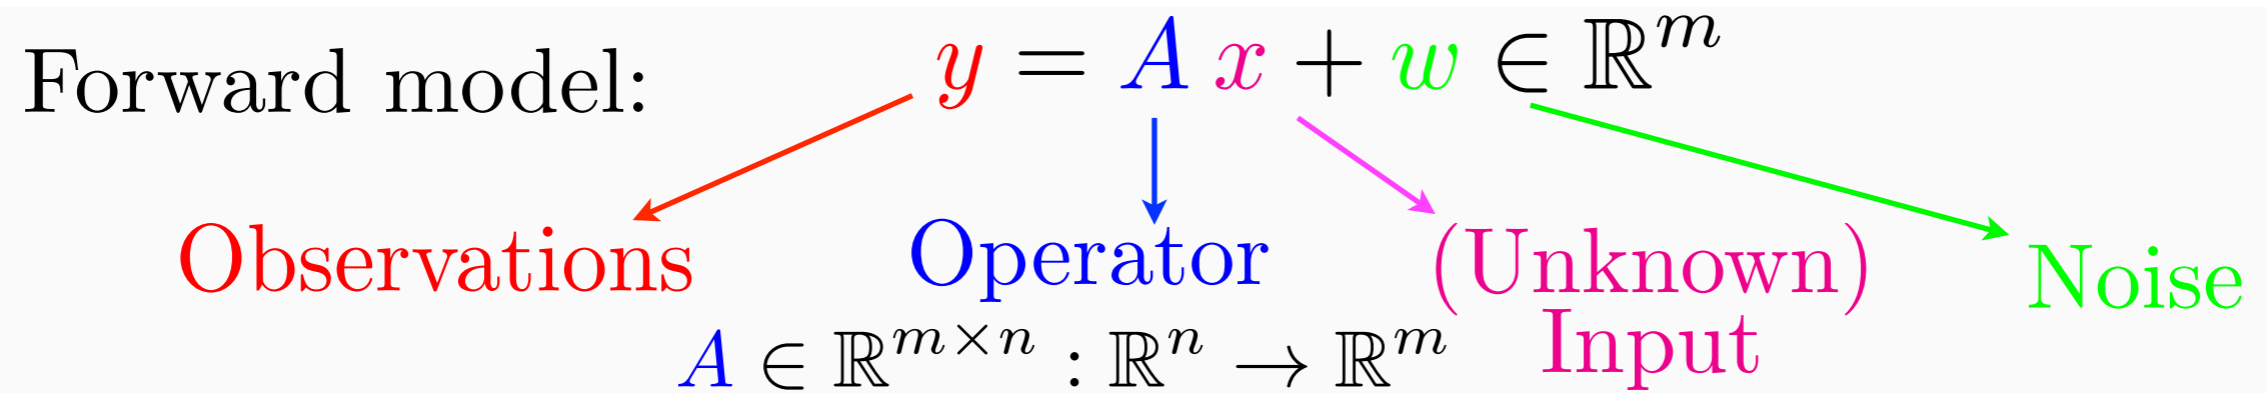 Forward model: y = A x + w ∈ ℝ^m
Observations Operator (Unknown) Noise
Input
A ∈ ℝ^{m×n} : ℝ^n → ℝ^m